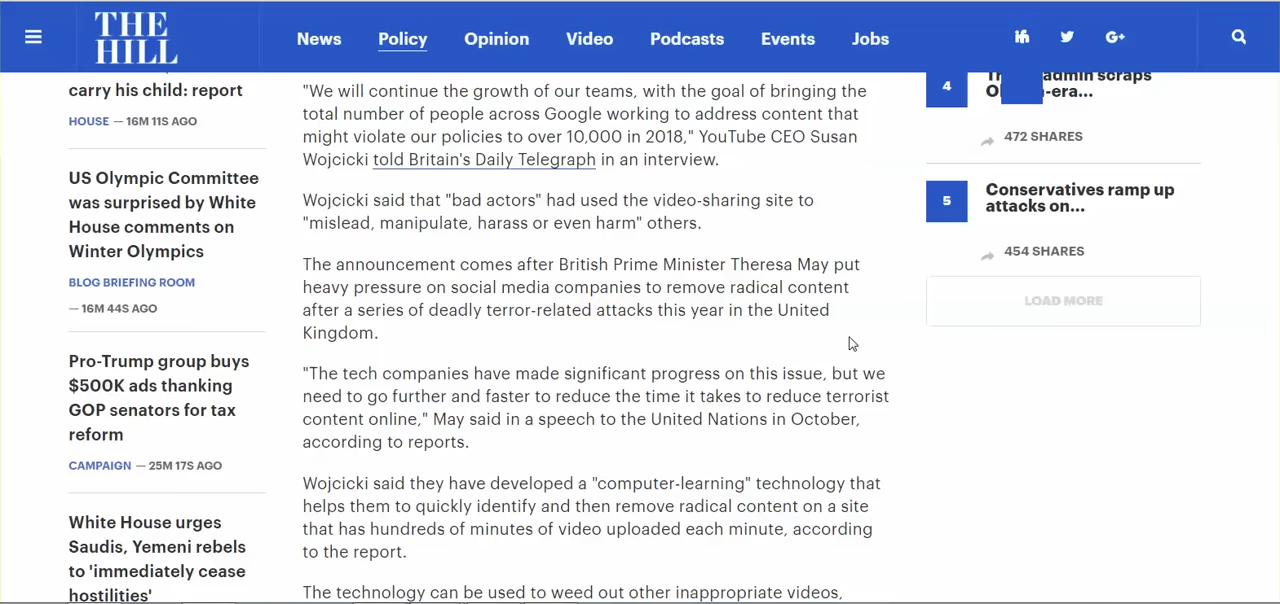 THE
HILL
News
Policy
Opinion
Video
Podcasts
Events
Jobs
carry his child: report
HOUSE — 16M 11S AGO
US Olympic Committee
was surprised by White
House comments on
Winter Olympics
BLOG BRIEFING ROOM
— 16M 44S AGO
Pro-Trump group buys
$500K ads thanking
GOP senators for tax
reform
CAMPAIGN — 25M 17S AGO
White House urges
Saudis, Yemeni rebels
to 'immediately cease
hostilities'
"We will continue the growth of our teams, with the goal of bringing the
total number of people across Google working to address content that
might violate our policies to over 10,000 in 2018," YouTube CEO Susan
Wojcicki told Britain's Daily Telegraph in an interview.
Wojcicki said that "bad actors" had used the video-sharing site to
"mislead, manipulate, harass or even harm" others.
The announcement comes after British Prime Minister Theresa May put
heavy pressure on social media companies to remove radical content
after a series of deadly terror-related attacks this year in the United
Kingdom.
"The tech companies have made significant progress on this issue, but we
need to go further and faster to reduce the time it takes to reduce terrorist
content online," May said in a speech to the United Nations in October,
according to reports.
Wojcicki said they have developed a "computer-learning" technology that
helps them to quickly identify and then remove radical content on a site
that has hundreds of minutes of video uploaded each minute, according
to the report.
The technology can be used to weed out other inappropriate videos,
4
admin scraps
-era...
472 SHARES
5
Conservatives ramp up
attacks on...
454 SHARES
LOAD MORE